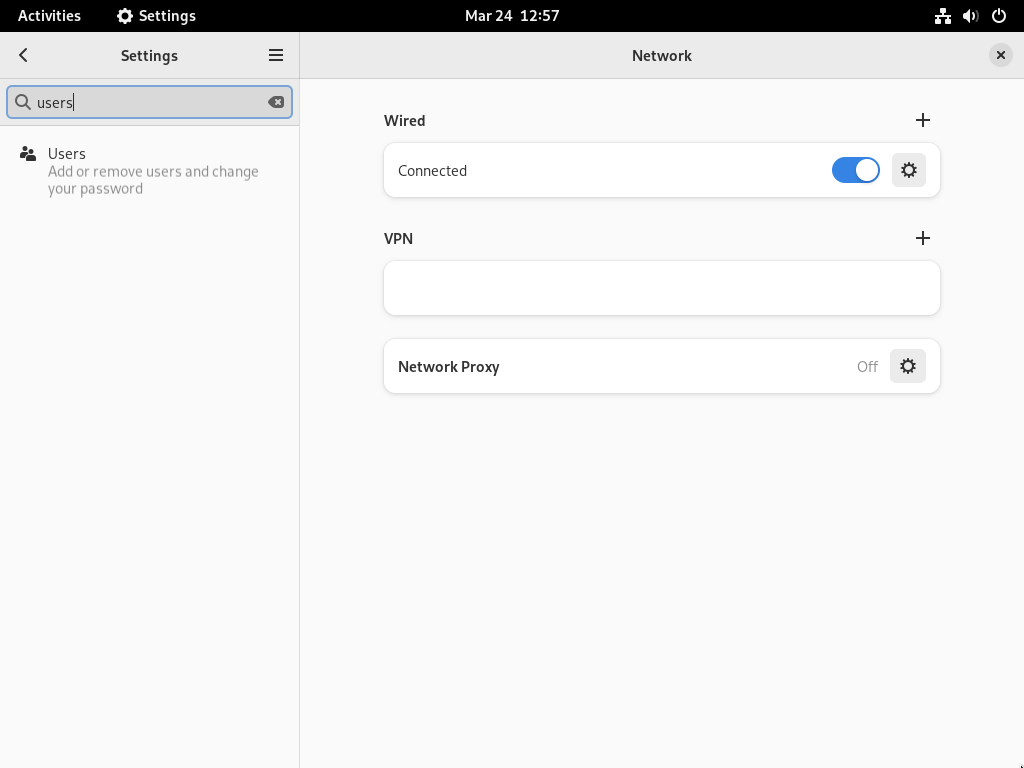 Activities
Settings
Mar 24 12:57
Settings
Network
users
Users
Add or remove users and change
your password
Wired
Connected
VPN
Network Proxy
Off